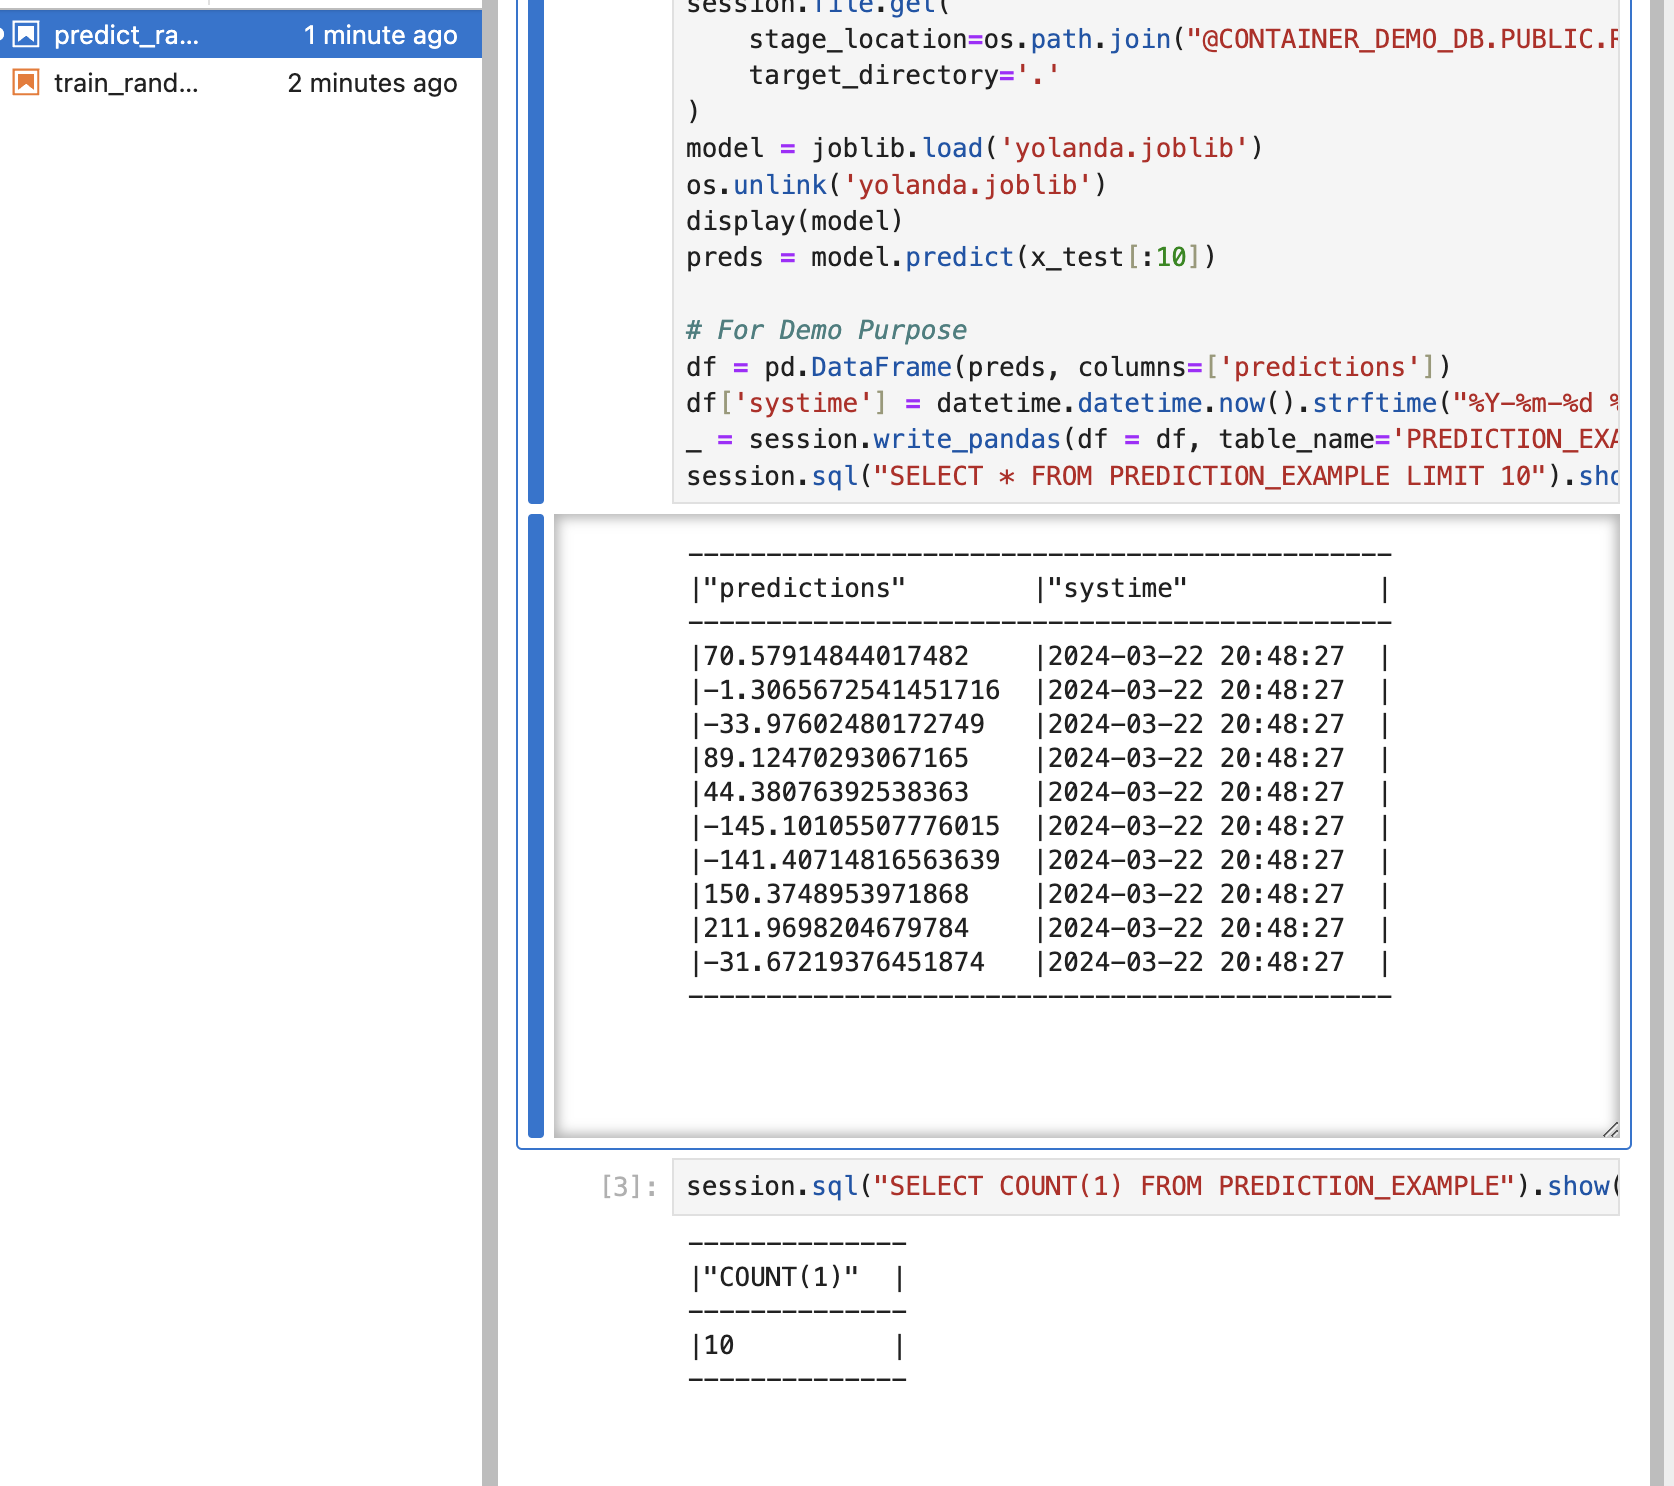 predict_ra... 1 minute ago
train_rand... 2 minutes ago
session.file.get(
    stage_location=os.path.join("@CONTAINER_DEMO_DB.PUBLIC.
    target_directory='.'
)
model = joblib.load('yolanda.joblib')
os.unlink('yolanda.joblib')
display(model)
preds = model.predict(x_test[:10])

# For Demo Purpose
df = pd.DataFrame(preds, columns=['predictions'])
df['systime'] = datetime.datetime.now().strftime("%Y-%m-%d %
_ = session.write_pandas(df = df, table_name='PREDICTION_EXA
session.sql("SELECT * FROM PREDICTION_EXAMPLE LIMIT 10").sho
---------------------------------------------
|"predictions"        |"systime"            |
---------------------------------------------
|70.57914844017482    |2024-03-22 20:48:27  |
|-1.3065672541451716  |2024-03-22 20:48:27  |
|-33.97602480172749   |2024-03-22 20:48:27  |
|89.12470293067165    |2024-03-22 20:48:27  |
|44.38076392538363    |2024-03-22 20:48:27  |
|-145.10105507776015  |2024-03-22 20:48:27  |
|-141.40714816563639  |2024-03-22 20:48:27  |
|150.3748953971868    |2024-03-22 20:48:27  |
|211.9698204679784    |2024-03-22 20:48:27  |
|-31.67219376451874   |2024-03-22 20:48:27  |
---------------------------------------------
[3]: session.sql("SELECT COUNT(1) FROM PREDICTION_EXAMPLE").show(
--------------
|"COUNT(1)"  |
--------------
|10          |
--------------